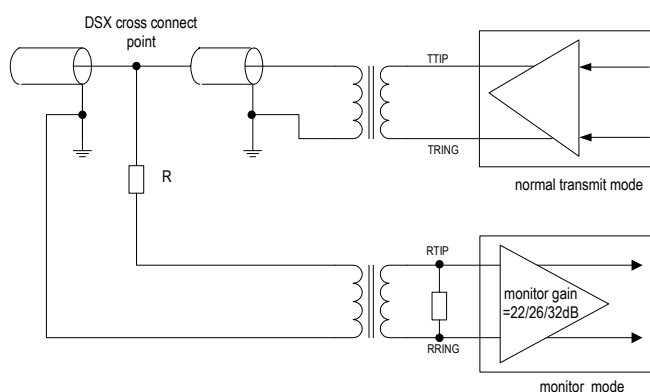 DSX cross connect
point
TTIP
TRING
normal transmit mode
R
RTIP
monitor gain
=22/26/32dB
RRING
monitor mode